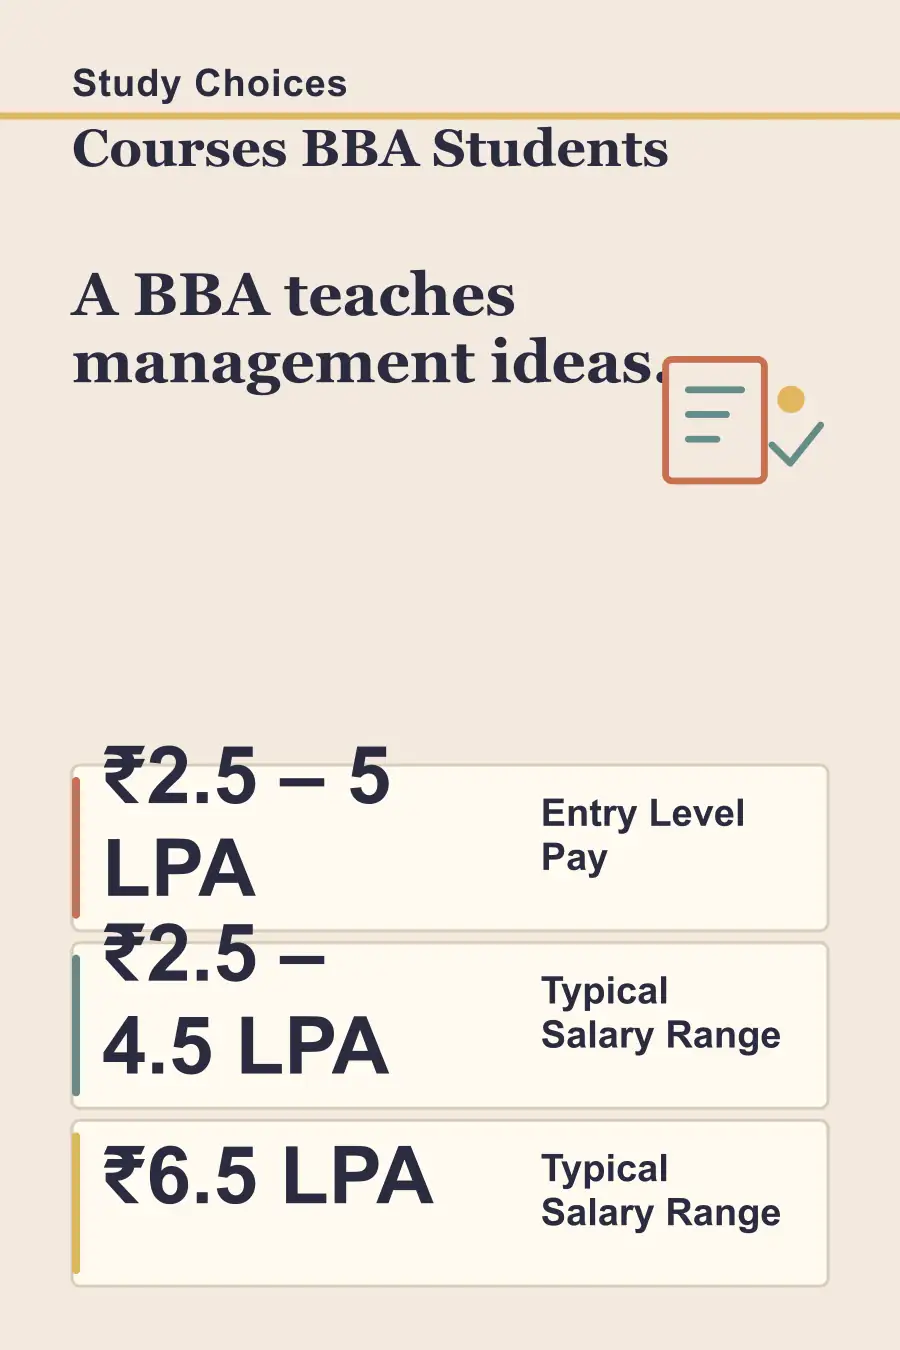 Study Choices
Courses BBA Students
A BBA teaches
management ideas.
₹2.5 – 5
LPA
Entry Level
Pay
₹2.5 –
4.5 LPA
Typical
Salary Range
₹6.5 LPA
Typical
Salary Range